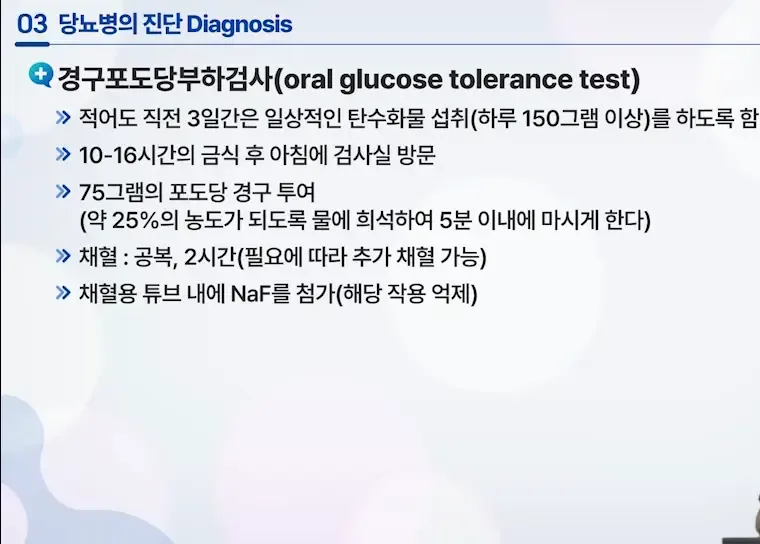 03 당뇨병의 진단 Diagnosis
경구포도당부하검사(oral glucose tolerance test)
적어도 직전 3일간은 일상적인 탄수화물 섭취(하루 150그램 이상)를 하도록 함
10-16시간의 금식 후 아침에 검사실 방문
75그램의 포도당 경구 투여
(약 25%의 농도가 되도록 물에 희석하여 5분 이내에 마시게 한다)
채혈 : 공복, 2시간(필요에 따라 추가 채혈 가능)
채혈용 튜브 내에 NaF를 첨가(해당 작용 억제)